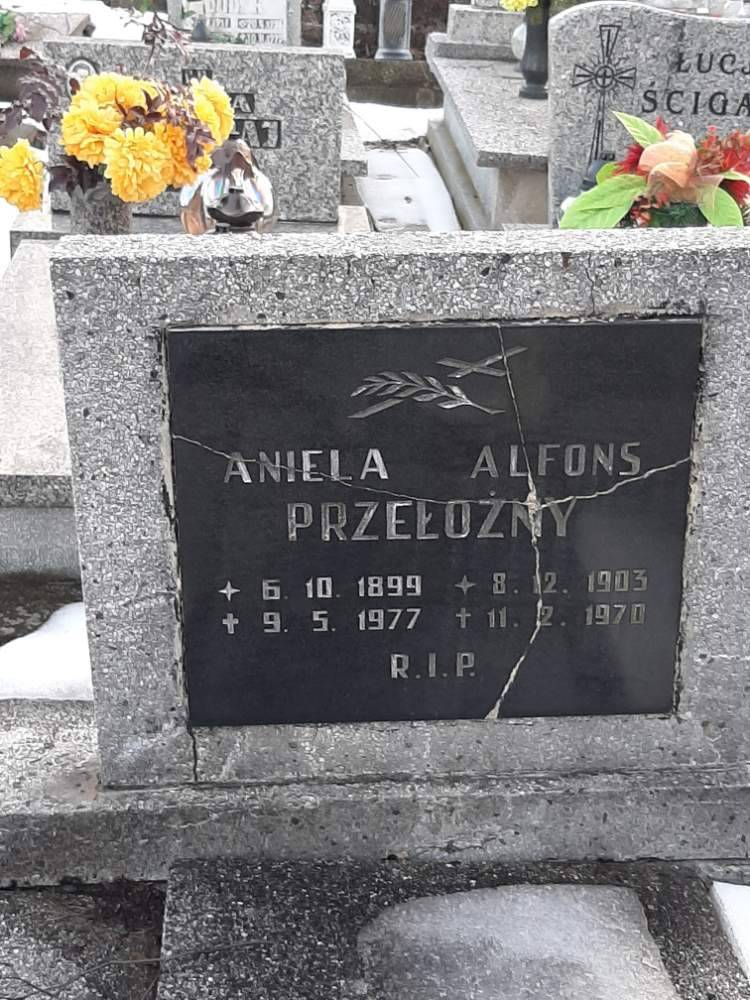 ŁUCJ
ŚCIGA
ANIELA ALFONS
PRZEŁOŻNY
✦ 6. 10. 1899 ✦ 8. 12. 1903
✝ 9. 5. 1977 ✝ 11. 2. 1970
R.I.P.